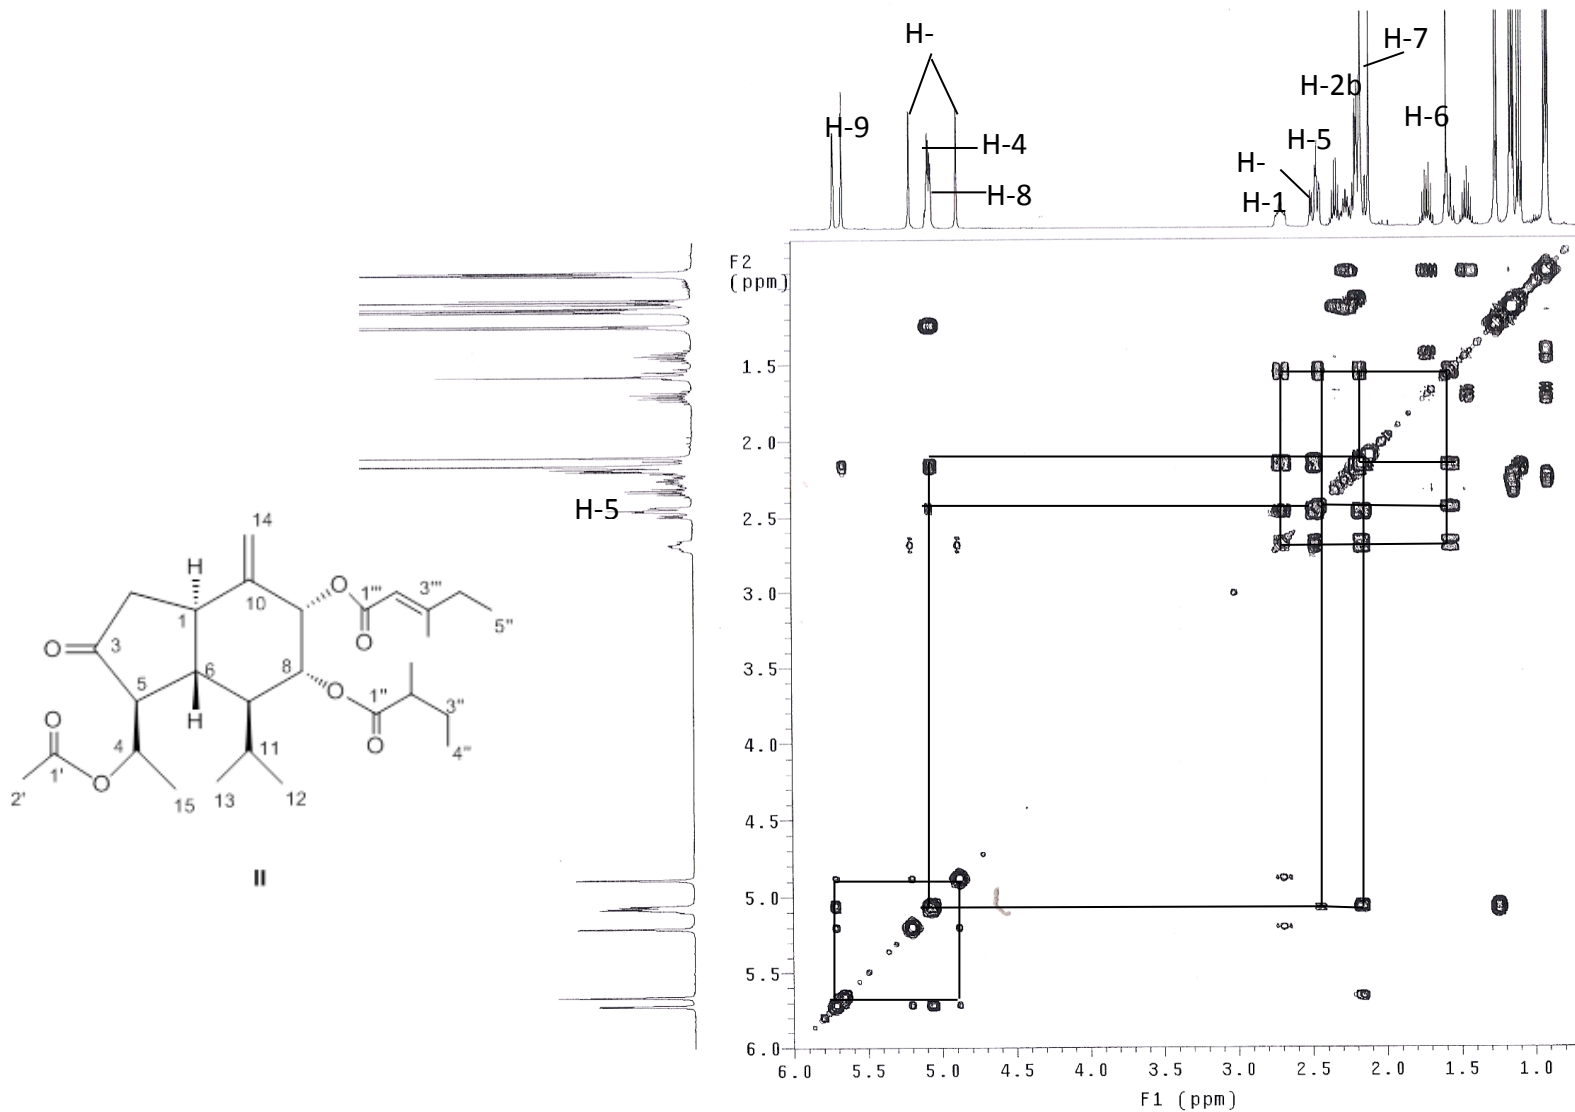 H-
H-7
H-2b
H-9
H-6
H-5
H-4
H-
H-8
H-1
F2
(ppm)
1.5
2.0
2.5
3.0
3.5
4.0
4.5
5.0
5.5
6.0
6.0 5.5 5.0 4.5 4.0 3.5 3.0 2.5 2.0 1.5 1.0
F1 (ppm)
H-5
14
H
O
10
1'''
3'''
O
5''
1
O
3
5
6
8
O
1''
3''
O
4''
H
O
4
11
1'
O
2'
15
13
12
II